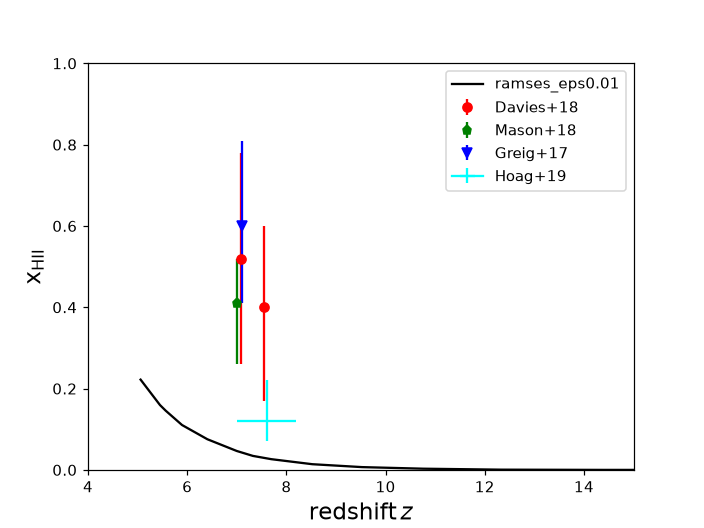 1.0
0.8
0.6
0.4
0.2
0.0
xHII
4 6 8 10 12 14
redshift z
ramses_eps0.01
Davies+18
Mason+18
Greig+17
Hoag+19